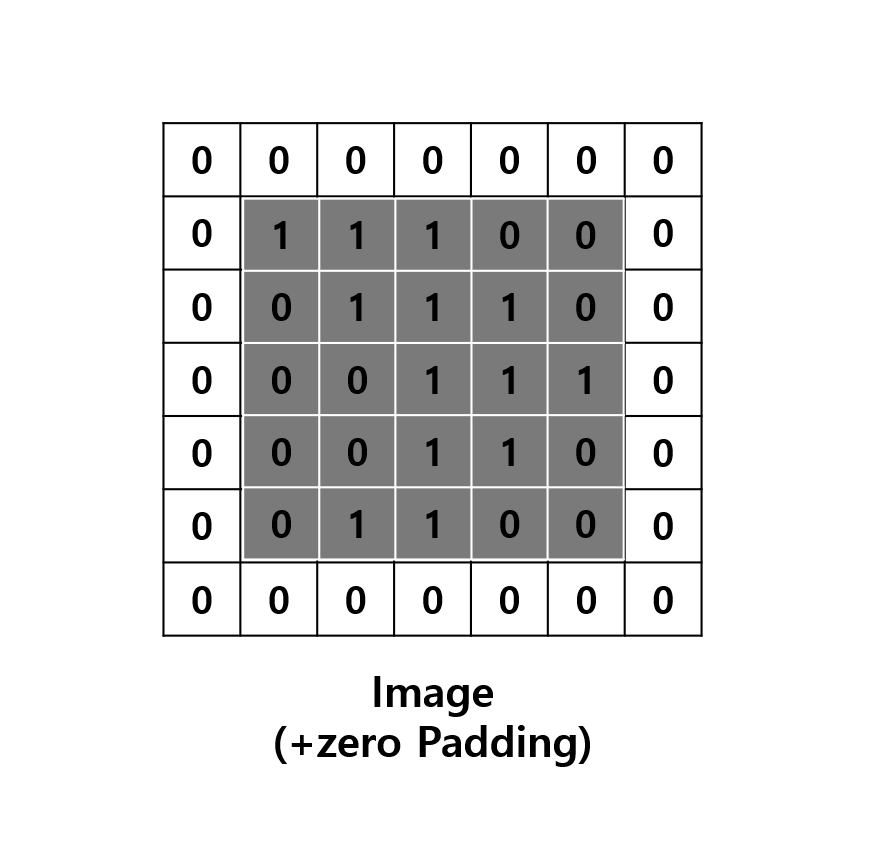 0 0 0 0 0 0 0
0 1 1 1 0 0 0
0 0 1 1 1 0 0
0 0 0 1 1 1 0
0 0 0 1 1 0 0
0 0 1 1 0 0 0
0 0 0 0 0 0 0
Image
(+zero Padding)